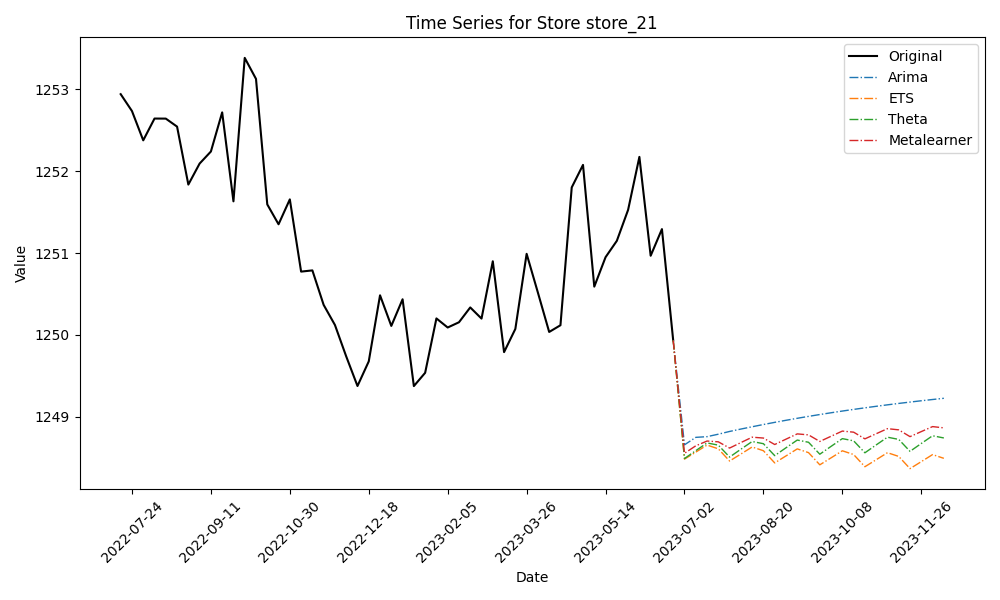 Time Series for Store store_21
Original
Arima
ETS
Theta
Metalearner
Value
1253
1252
1251
1250
1249
2022-07-24
2022-09-11
2022-10-30
2022-12-18
2023-02-05
2023-03-26
2023-05-14
2023-07-02
2023-08-20
2023-10-08
2023-11-26
Date